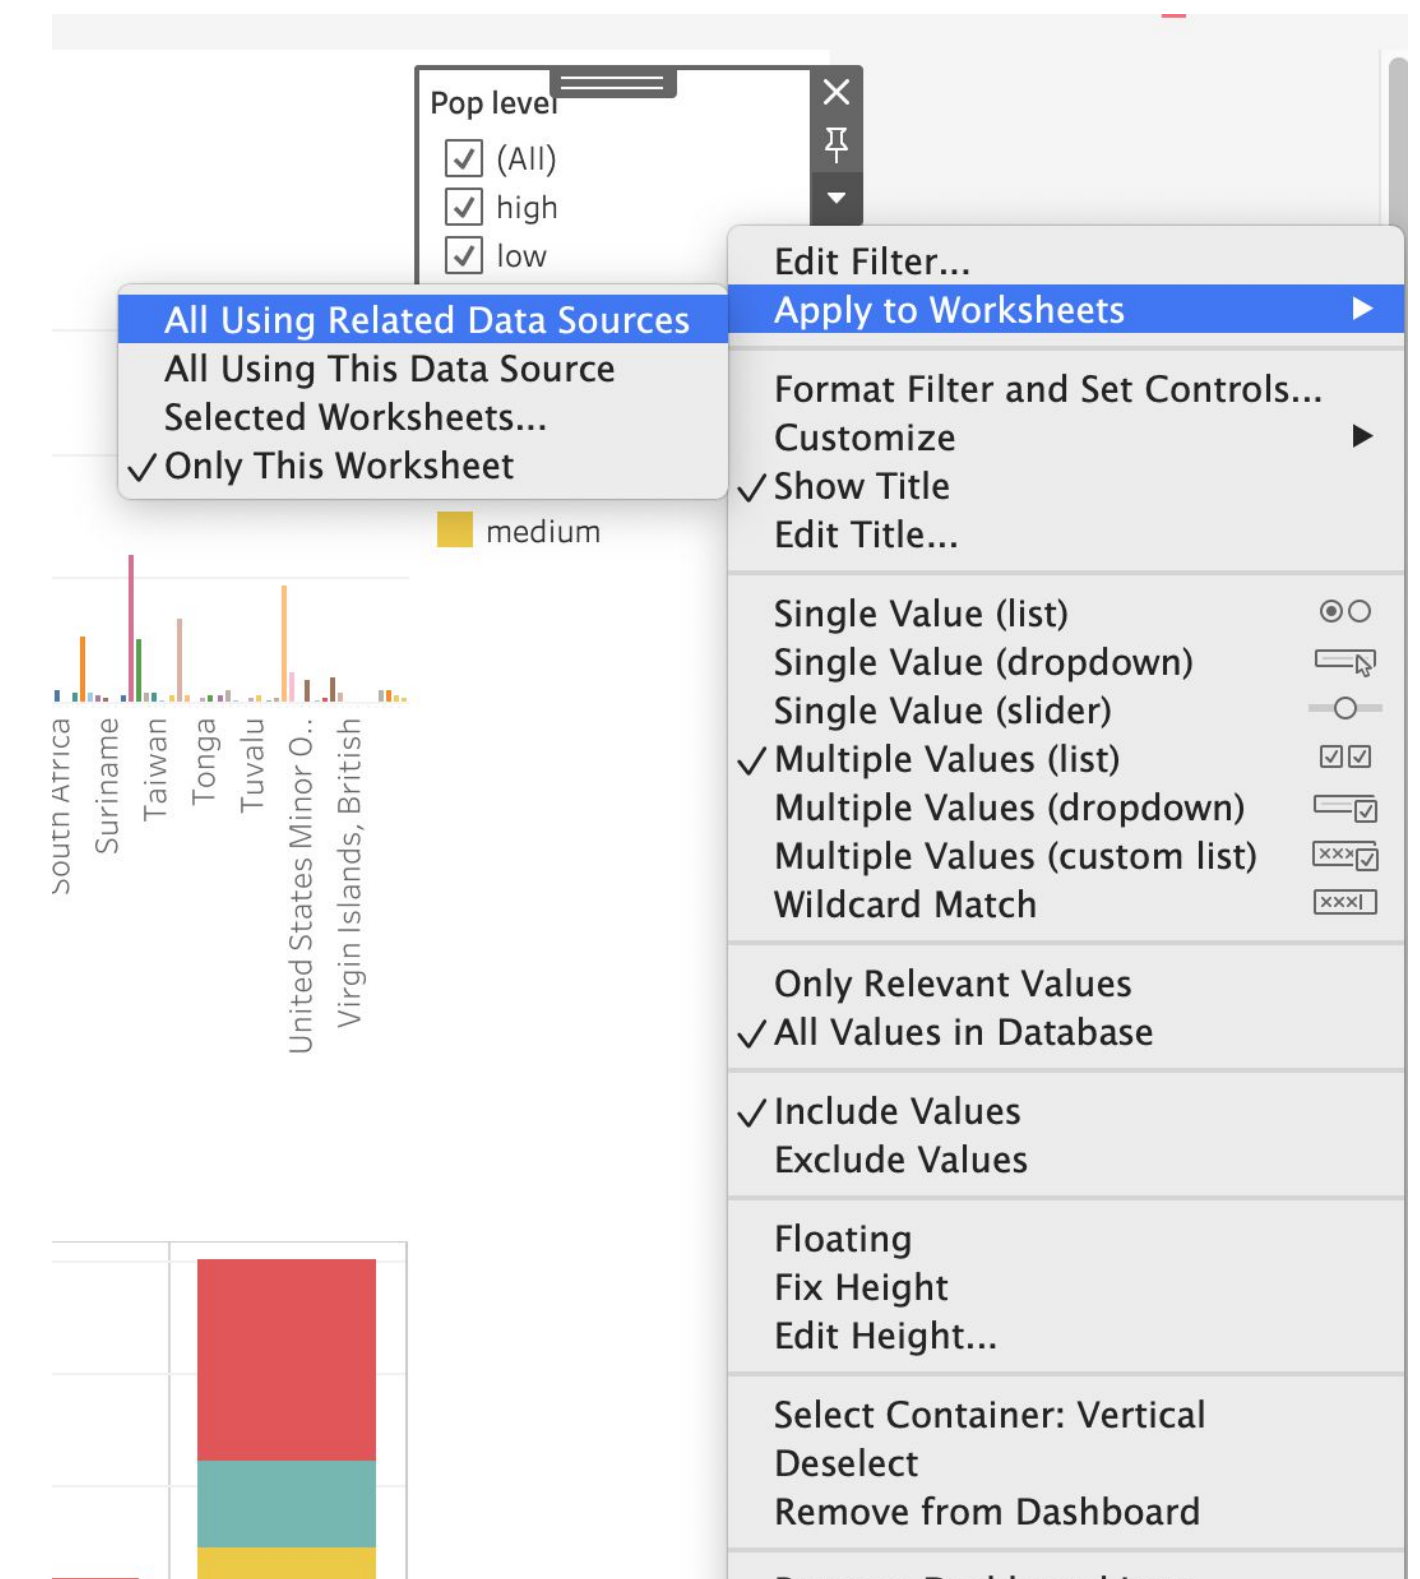 Pop level
(All)
high
low
Edit Filter...
Apply to Worksheets
All Using Related Data Sources
All Using This Data Source
Selected Worksheets...
Only This Worksheet
Format Filter and Set Controls...
Customize
Show Title
Edit Title...
medium
Single Value (list)
Single Value (dropdown)
Single Value (slider)
Multiple Values (list)
Multiple Values (dropdown)
Multiple Values (custom list)
Wildcard Match
South Africa
Suriname
Taiwan
Tonga
Tuvalu
United States Minor O..
Virgin Islands, British
Only Relevant Values
All Values in Database
Include Values
Exclude Values
Floating
Fix Height
Edit Height...
Select Container: Vertical
Deselect
Remove from Dashboard